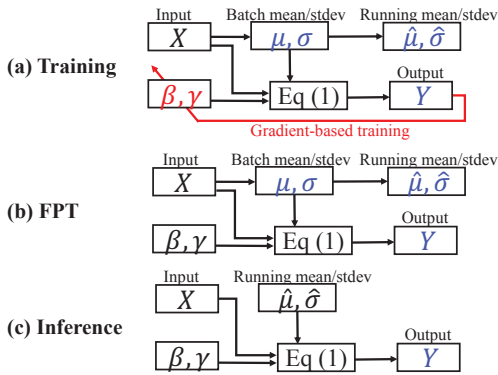 Input Batch mean/stdev Running mean/stdev
X μ, σ μ̂, σ̂
(a) Training Output
β, γ Eq (1) Y
Gradient-based training
Input Batch mean/stdev Running mean/stdev
X μ, σ μ̂, σ̂
(b) FPT Output
β, γ Eq (1) Y
Input Running mean/stdev
X μ̂, σ̂
(c) Inference Output
β, γ Eq (1) Y